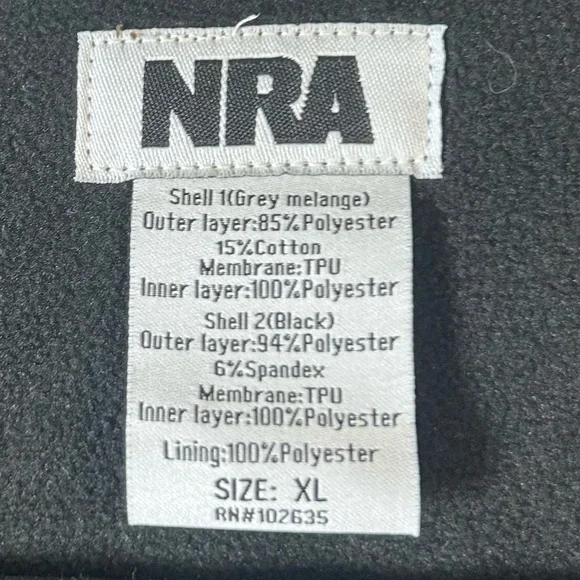 NRA
Shell 1(Grey melange)
Outer layer:85%Polyester
15%Cotton
Membrane:TPU
Inner layer:100%Polyester
Shell 2(Black)
Outer layer:94%Polyester
6%Spandex
Membrane:TPU
Inner layer:100%Polyester
Lining:100%Polyester
SIZE: XL
RN#102635